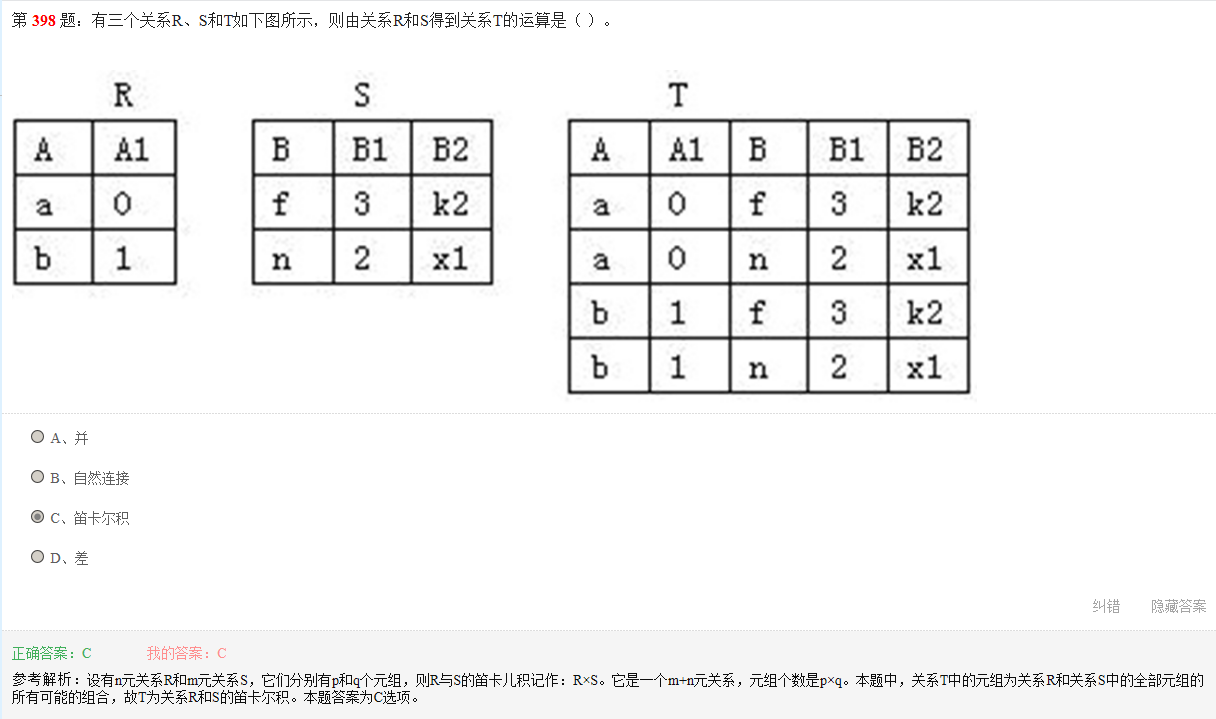 第 398 题：有三个关系R、S和T如下图所示，则由关系R和S得到关系T的运算是（ ）。
R S T
A A1 B B1 B2 A A1 B B1 B2
a 0 f 3 k2 a 0 f 3 k2
b 1 n 2 x1 a 0 n 2 x1
b 1 f 3 k2
b 1 n 2 x1
A、并
B、自然连接
C、笛卡尔积
D、差
纠错 隐藏答案
正确答案：C 我的答案：C
参考解析：设有n元关系R和m元关系S，它们分别有p和q个元组，则R与S的笛卡儿积记作：R×S。它是一个m+n元关系，元组个数是p×q。本题中，关系T中的元组为关系R和关系S中的全部元组的
所有可能的组合，故T为关系R和S的笛卡尔积。本题答案为C选项。